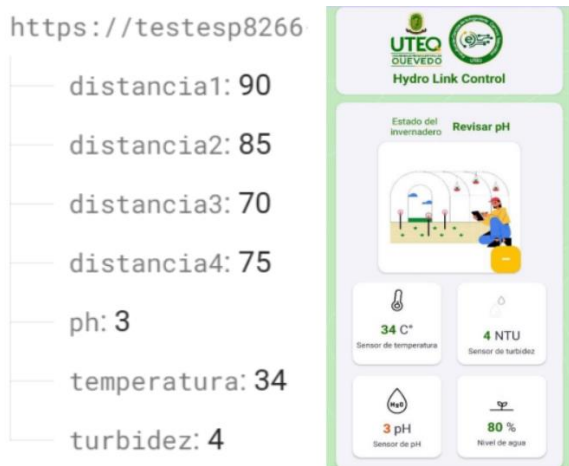 https://testesp8266
distancia1: 90
distancia2: 85
distancia3: 70
distancia4: 75
ph: 3
temperatura: 34
turbidez: 4
UTEQ
QUEVEDO
Hydro Link Control
Estado del
invernadero
Revisar pH
34 C°
Sensor de temperatura
4 NTU
Sensor de turbidez
H₂O
3 pH
Sensor de pH
80 %
Nivel de agua